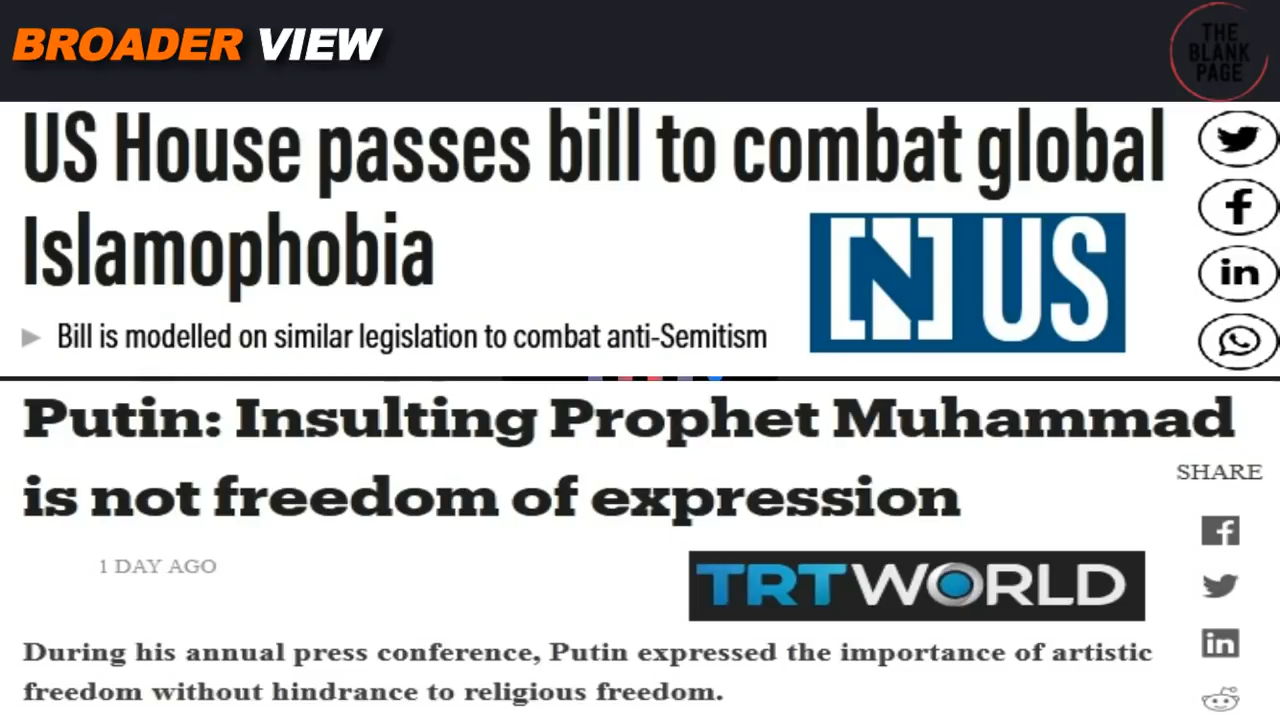 BROADER VIEW
THE
BLANK
PAGE
US House passes bill to combat global
Islamophobia
[N] US
Bill is modelled on similar legislation to combat anti-Semitism
Putin: Insulting Prophet Muhammad
is not freedom of expression
SHARE
1 DAY AGO
TRT WORLD
During his annual press conference, Putin expressed the importance of artistic
freedom without hindrance to religious freedom.